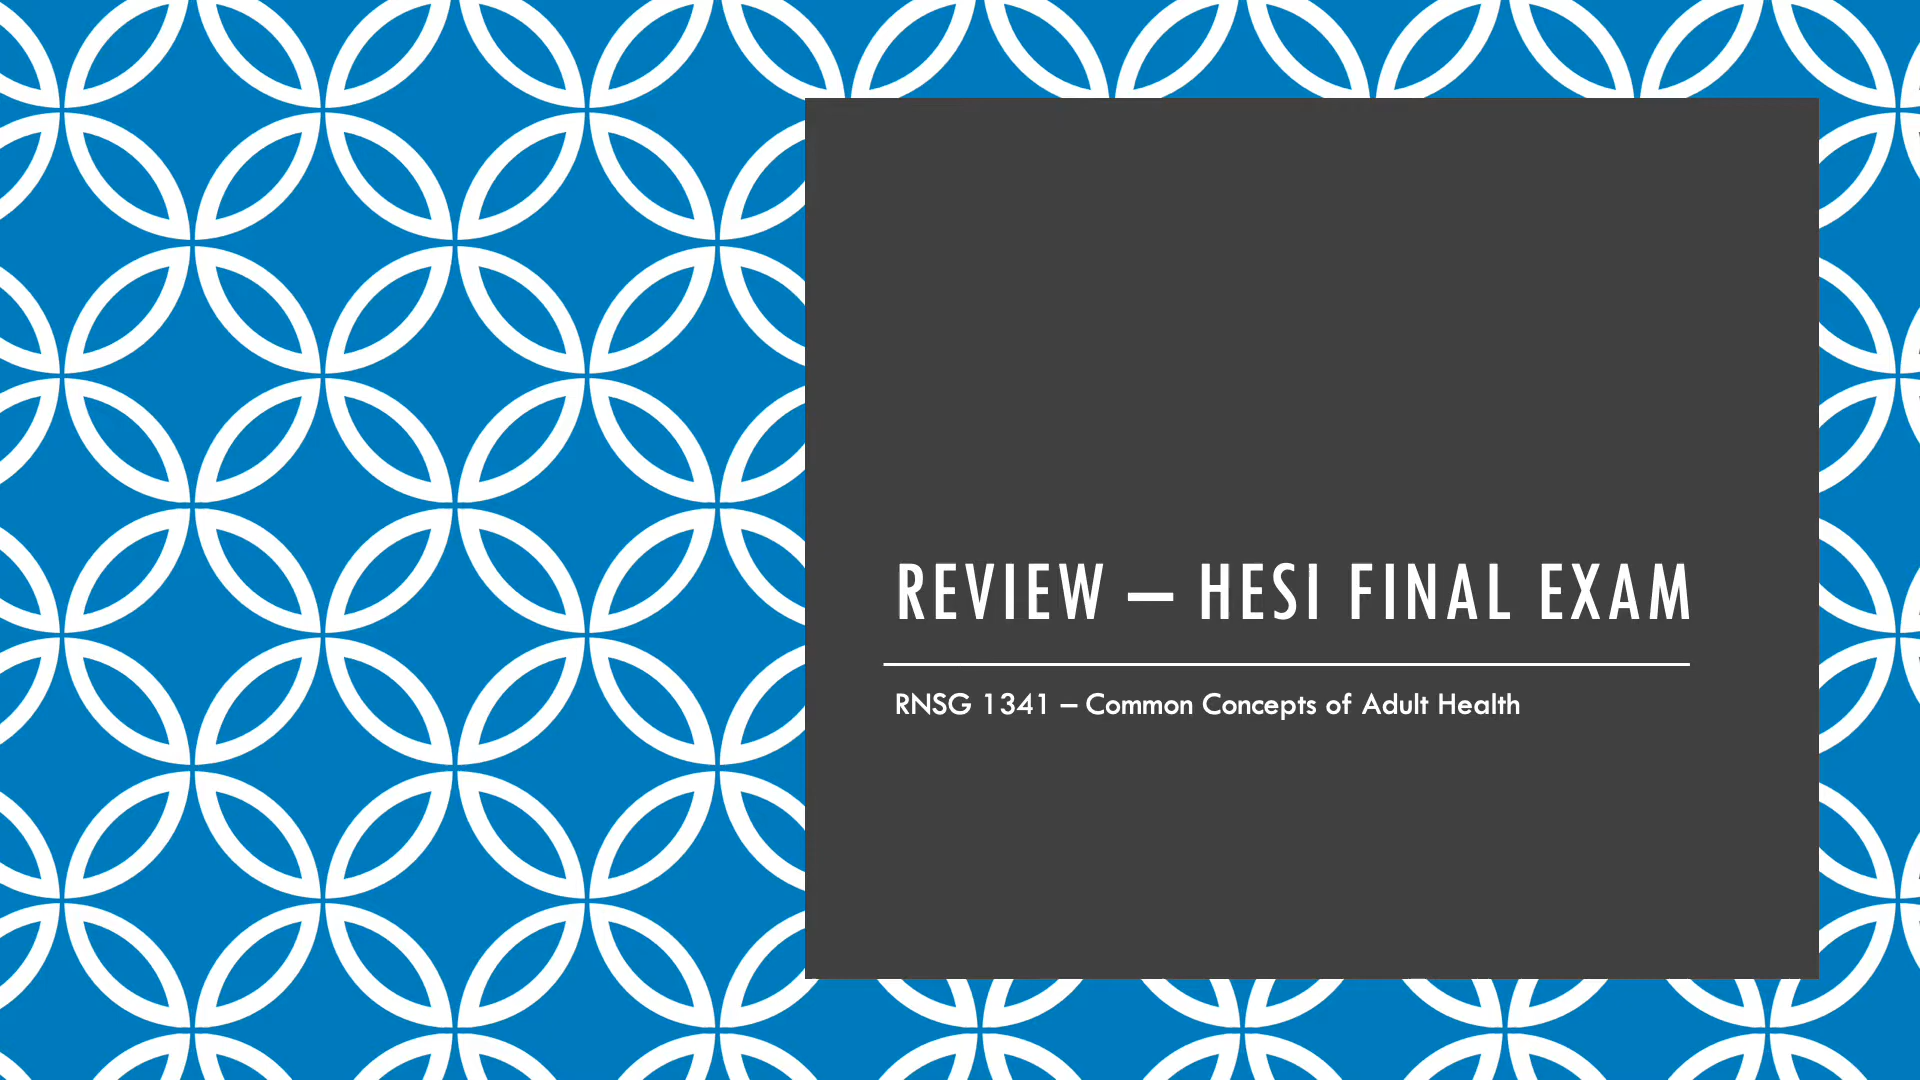 REVIEW – HESI FINAL EXAM
RNSG 1341 – Common Concepts of Adult Health